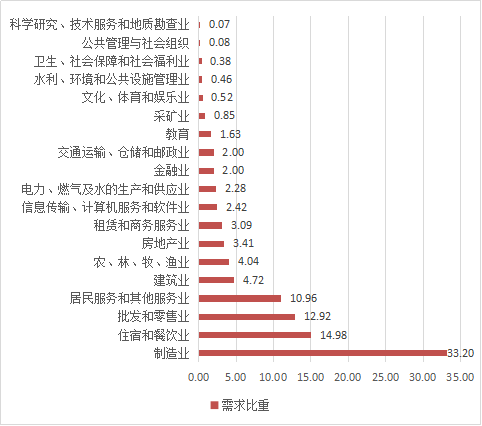 科学研究、技术服务和地质勘查业 0.07
公共管理与社会组织 0.08
卫生、社会保障和社会福利业 0.38
水利、环境和公共设施管理业 0.46
文化、体育和娱乐业 0.52
采矿业 0.85
教育 1.63
交通运输、仓储和邮政业 2.00
金融业 2.00
电力、燃气及水的生产和供应业 2.28
信息传输、计算机服务和软件业 2.42
租赁和商务服务业 3.09
房地产业 3.41
农、林、牧、渔业 4.04
建筑业 4.72
居民服务和其他服务业 10.96
批发和零售业 12.92
住宿和餐饮业 14.98
制造业 33.20
0.00 5.00 10.00 15.00 20.00 25.00 30.00 35.00
需求比重